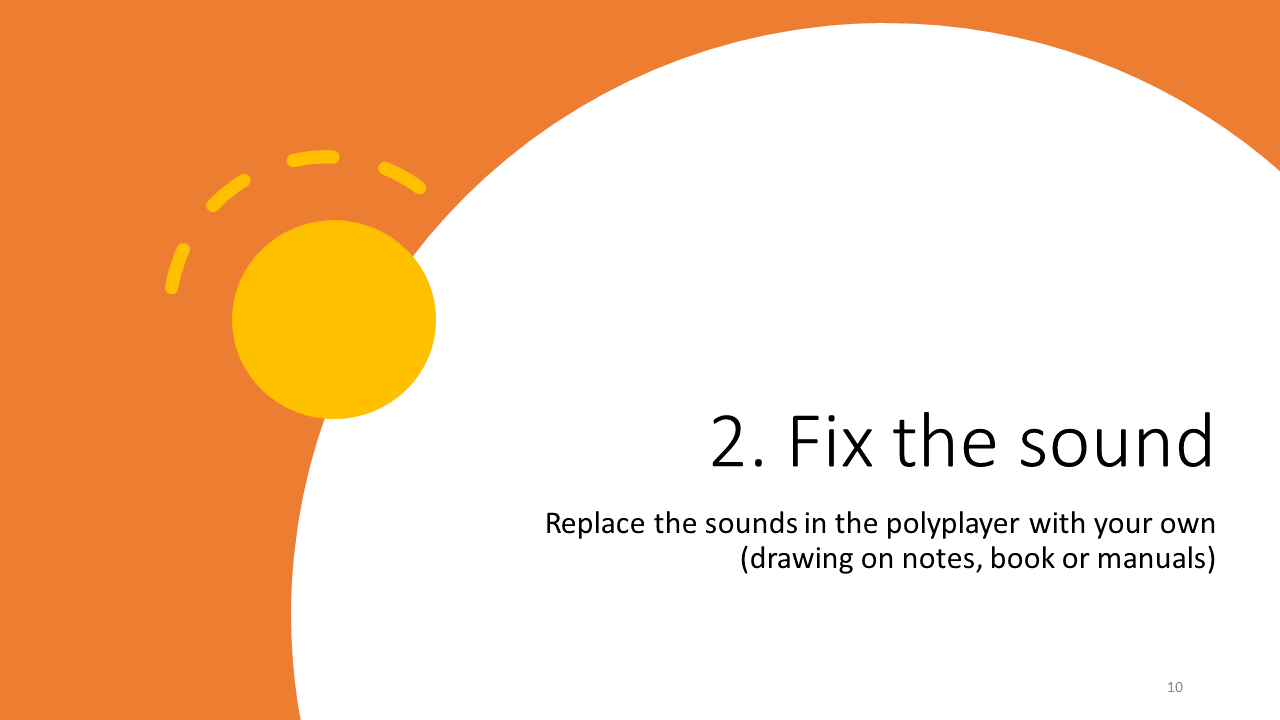 2. Fix the sound
Replace the sounds in the polyplayer with your own
(drawing on notes, book or manuals)
10